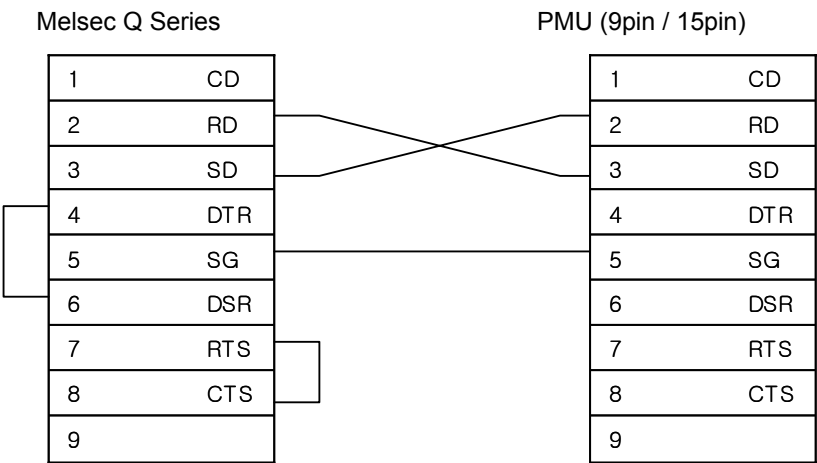 Melsec Q Series PMU (9pin / 15pin)
1 CD 1 CD
2 RD 2 RD
3 SD 3 SD
4 DTR 4 DTR
5 SG 5 SG
6 DSR 6 DSR
7 RTS 7 RTS
8 CTS 8 CTS
9 9